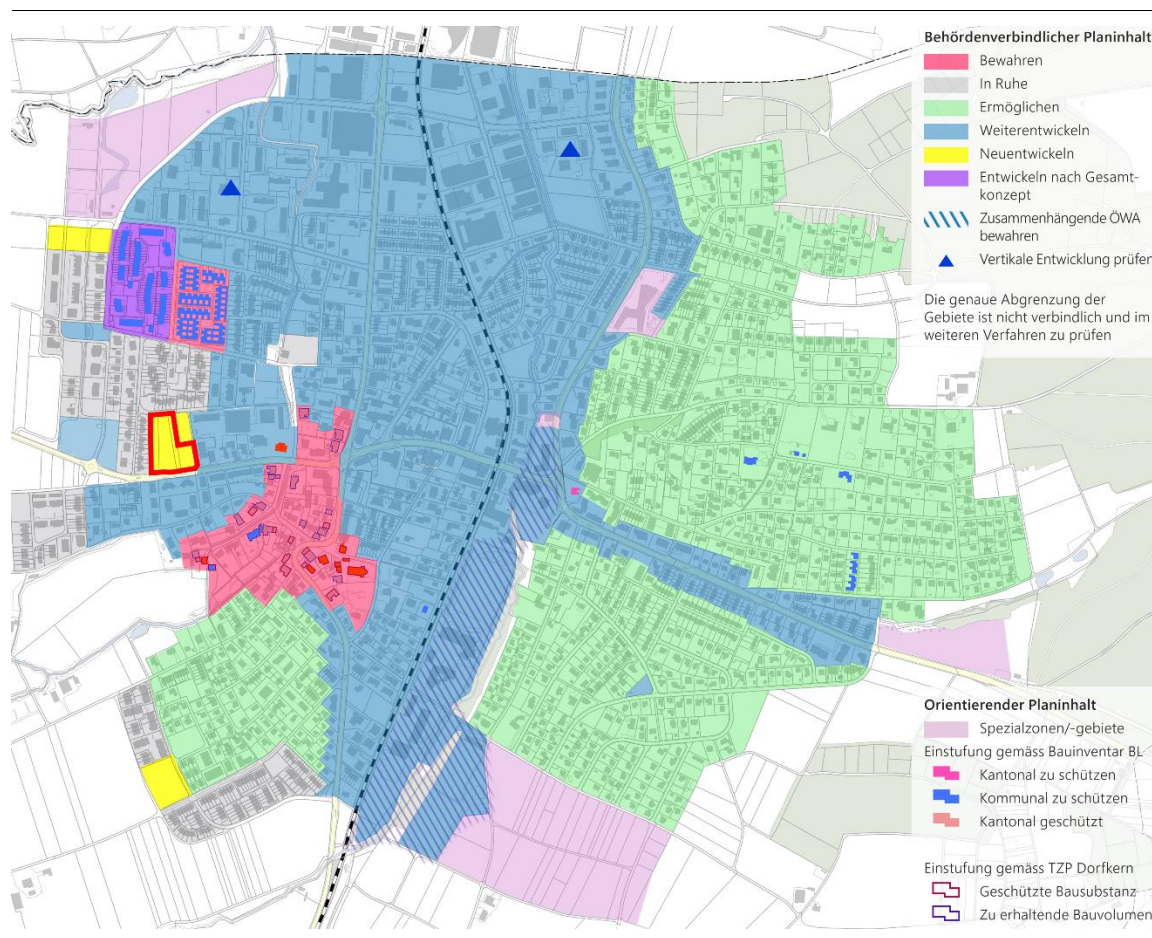 Behördenverbindlicher Planinhalt
Bewahren
In Ruhe
Ermöglichen
Weiterentwickeln
Neuentwickeln
Entwickeln nach Gesamt-
konzept
Zusammenhängende ÖWA
bewahren
Vertikale Entwicklung prüfen
Die genaue Abgrenzung der
Gebiete ist nicht verbindlich und im
weiteren Verfahren zu prüfen
Orientierender Planinhalt
Spezialzonen/-gebiete
Einstufung gemäss Bauinventar BL
Kantonal zu schützen
Kommunal zu schützen
Kantonal geschützt
Einstufung gemäss TZP Dorfkern
Geschützte Bausubstanz
Zu erhaltende Bauvolumen